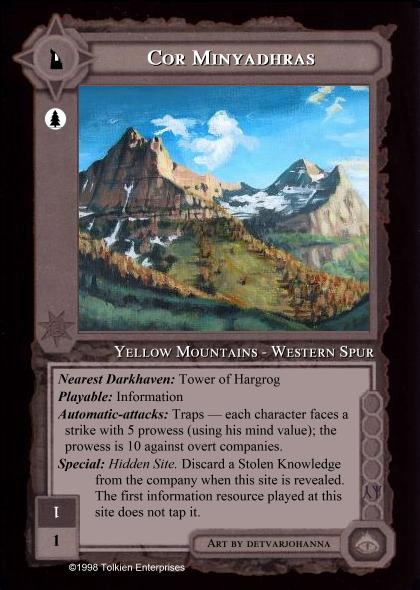 Cor Minyadhras
Yellow Mountains - Western Spur
Nearest Darkhaven: Tower of Hargrog
Playable: Information
Automatic-attacks: Traps — each character faces a
strike with 5 prowess (using his mind value); the
prowess is 10 against overt companies.
Special: Hidden Site. Discard a Stolen Knowledge
from the company when this site is revealed.
The first information resource played at this
site does not tap it.
1
1
Art by detvarjohanna
©1998 Tolkien Enterprises